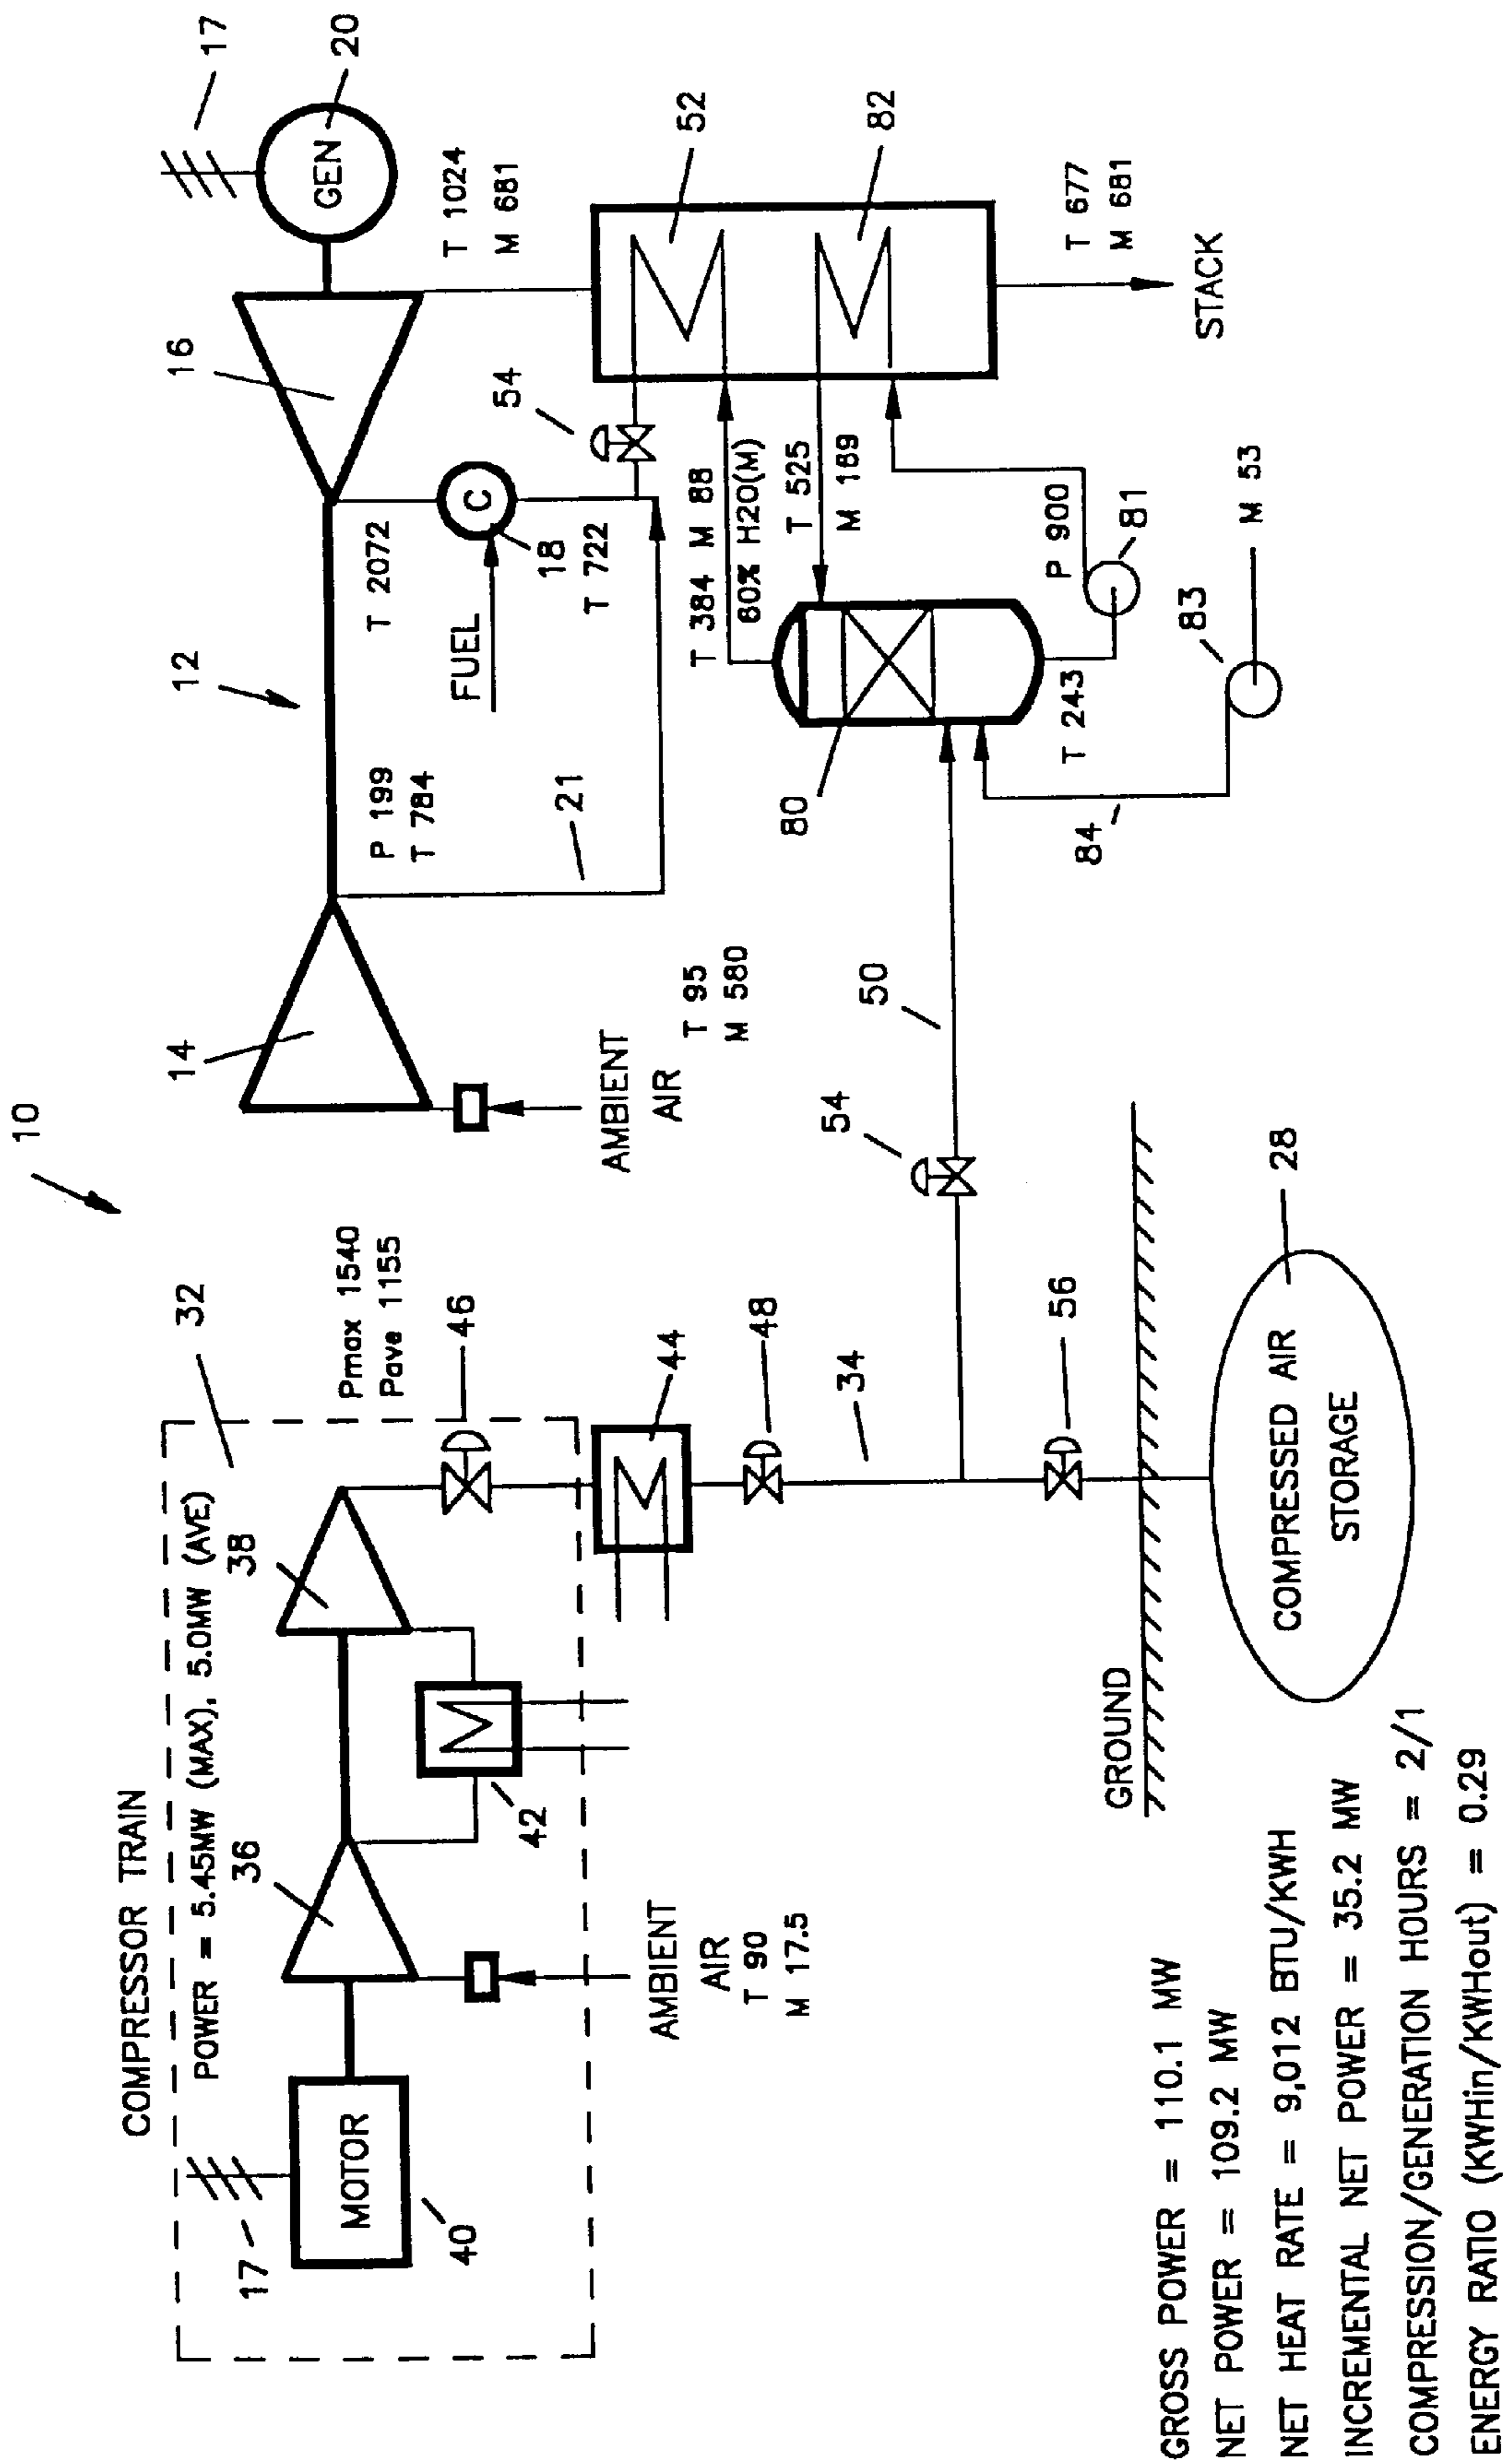 10
COMPRESSOR TRAIN
32
POWER = 5.45MW (MAX), 5.0MW (AVE)
17
MOTOR
40
36
38
42
Pmax 1540
Pave 1155
46
44
48
34
56
AMBIENT
AIR
T 90
M 17.5
14
AMBIENT
AIR
T 95
M 580
12
P 199
T 784
21
T 2072
FUEL
C
18
T 722
16
17
GEN
20
T 1024
M 681
54
52
82
T 384 M 88
60% H2O(M)
T 525
M 169
T 677
M 681
STACK
80
T 243
P 900
81
83
M 53
84
50
54
GROUND
28
COMPRESSED AIR
STORAGE
GROSS POWER = 110.1 MW
NET POWER = 109.2 MW
NET HEAT RATE = 9,012 BTU/KWH
INCREMENTAL NET POWER = 35.2 MW
COMPRESSION/GENERATION HOURS = 2/1
ENERGY RATIO (KWHin/KWHout) = 0.29